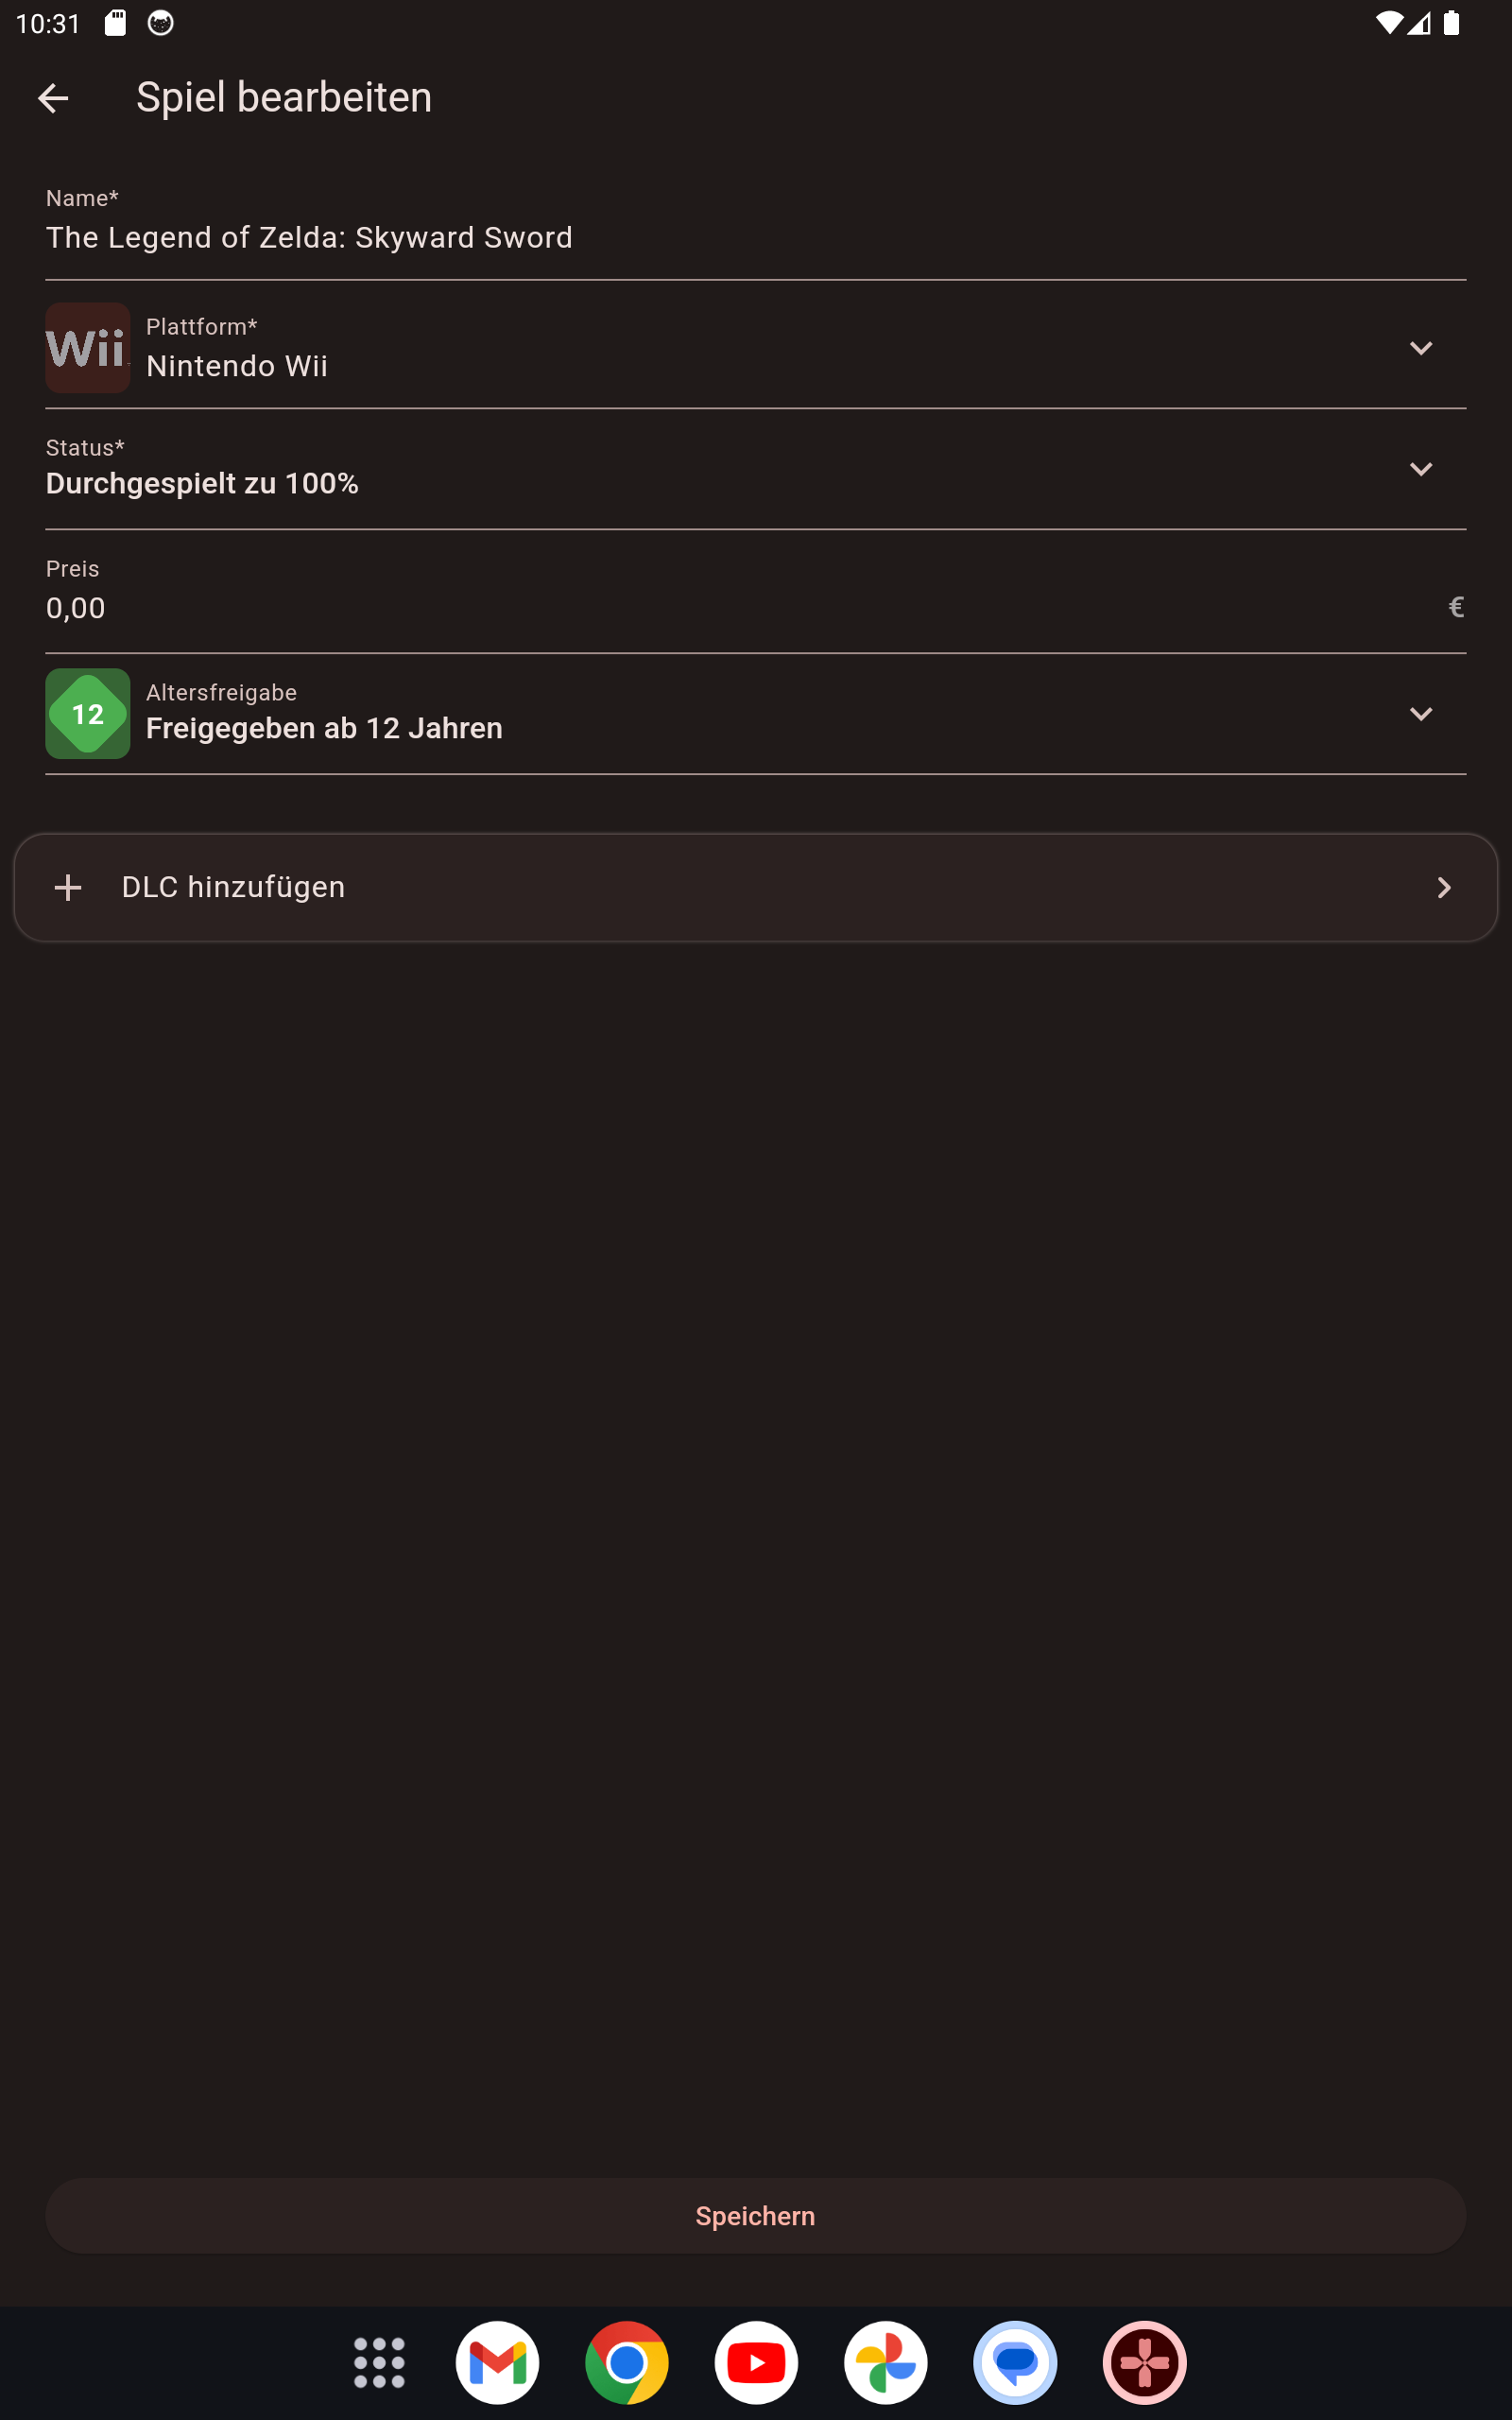 10:31
Spiel bearbeiten
Name*
The Legend of Zelda: Skyward Sword
Wii
Plattform*
Nintendo Wii
Status*
Durchgespielt zu 100%
Preis
0,00
€
12
Altersfreigabe
Freigegeben ab 12 Jahren
DLC hinzufügen
Speichern